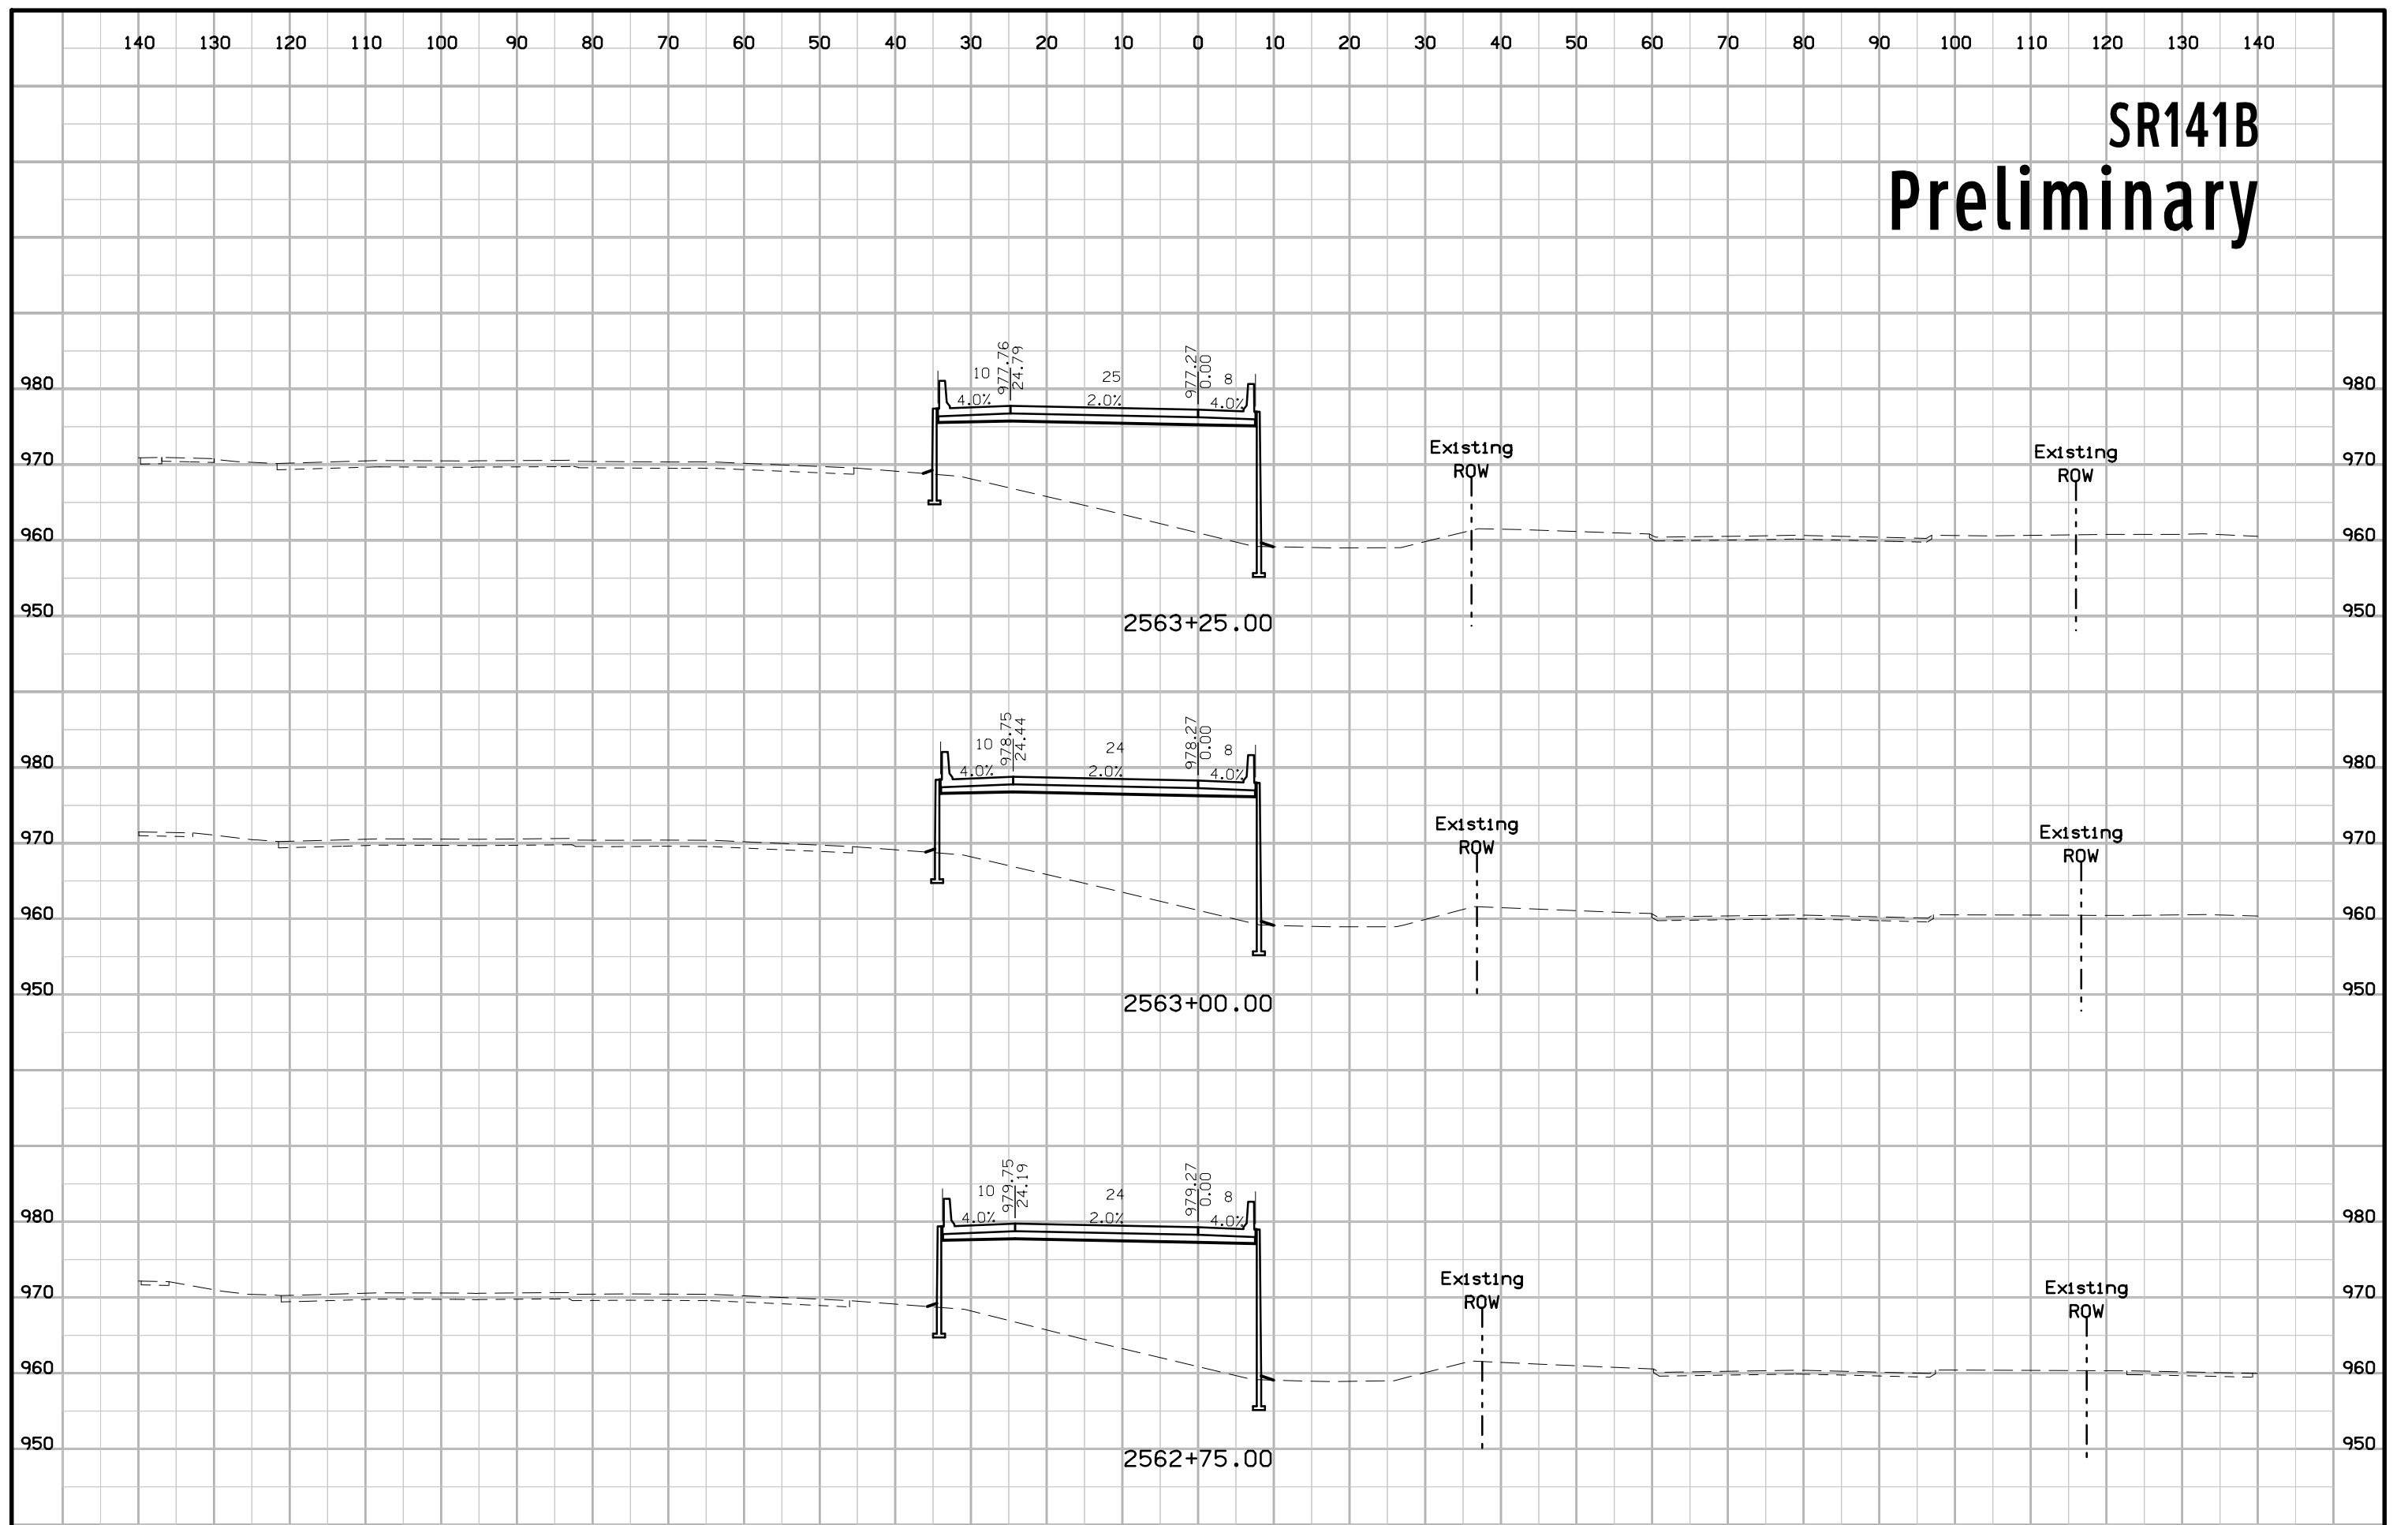 140 130 120 110 100 90 80 70 60 50 40 30 20 10 0 10 20 30 40 50 60 70 80 90 100 110 120 130 140
SR141B
Preliminary
10 977.76 24.79 25 977.27 0.00 8
980 4.0% 2.0% 4.0% 980
Existing Existing
970 ROW ROW 970
960 960
950 950
2563+25.00
10 978.75 24.44 24 978.27 0.00 8
980 4.0% 2.0% 4.0% 980
Existing Existing
970 ROW ROW 970
960 960
950 950
2563+00.00
10 979.75 24.19 24 979.27 0.00 8
980 4.0% 2.0% 4.0% 980
Existing Existing
970 ROW ROW 970
960 960
950 950
2562+75.00